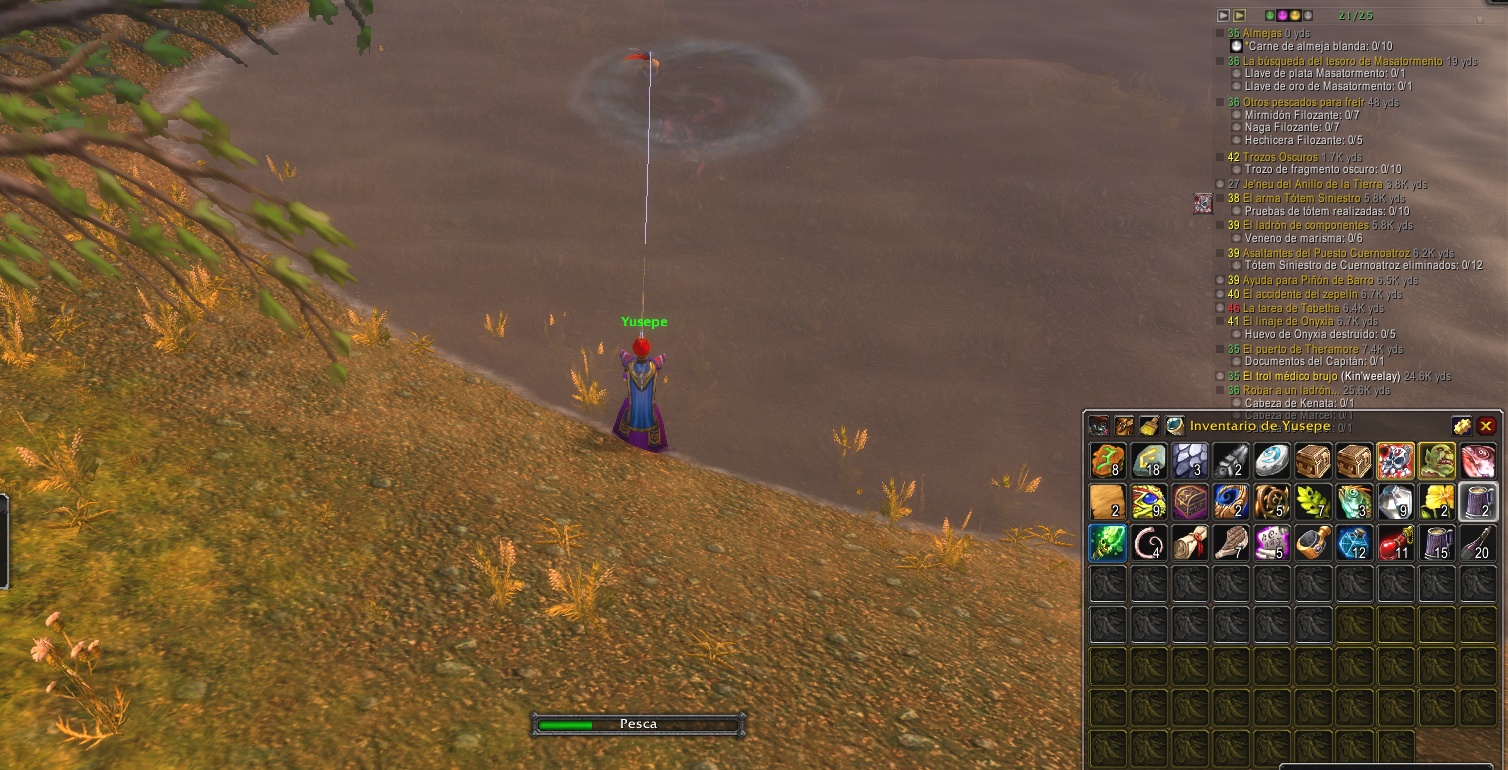 21/25
35 Almejas 0 yds
*Carne de almeja blanda: 0/10
36 La búsqueda del tesoro de Masatormento 19 yds
Llave de plata Masatormento: 0/1
Llave de oro de Masatormento: 0/1
36 Otros pescados para freír 48 yds
Mirmidón Filozante: 0/7
Naga Filozante: 0/7
Hechicera Filozante: 0/5
42 Trozos Oscuros 1.7K yds
Trozo de fragmento oscuro: 0/10
27 Je'neu del Anillo de la Tierra 3.8K yds
38 El arma Tótem Siniestro 5.8K yds
Pruebas de tótem realizadas: 0/10
39 El ladrón de componentes 5.8K yds
Veneno de marisma: 0/6
39 Asaltantes del Puesto Cuernoatroz 6.2K yds
Tótem Siniestro de Cuernoatroz eliminados: 0/12
39 Ayuda para Piñón de Barro 6.5K yds
40 El accidente del zepelín 6.7K yds
46 La tarea de Tabetha 6.4K yds
41 El linaje de Onyxia 6.7K yds
Huevo de Onyxia destruido: 0/5
35 El puerto de Theramore 7.4K yds
Documentos del Capitán: 0/1
35 El trol médico brujo (Kin'weelay) 24.6K yds
36 Robar a un ladrón... 25.6K yds
Cabeza de Kenata: 0/1
Cabeza de Marcel: 0/1
: 0/1
Yusepe
Inventario de Yusepe
8 18 3 2
2 9 2 5 7 3 9 2 2
4 7 5 12 11 15 20
Pesca